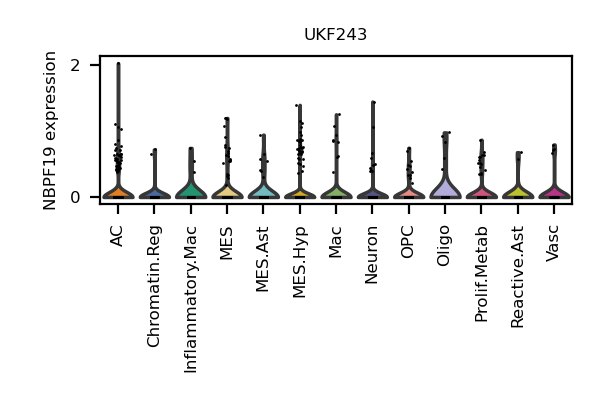 UKF243
NBPF19 expression
2
0
AC
Chromatin.Reg
Inflammatory.Mac
MES
MES.Ast
MES.Hyp
Mac
Neuron
OPC
Oligo
Prolif.Metab
Reactive.Ast
Vasc